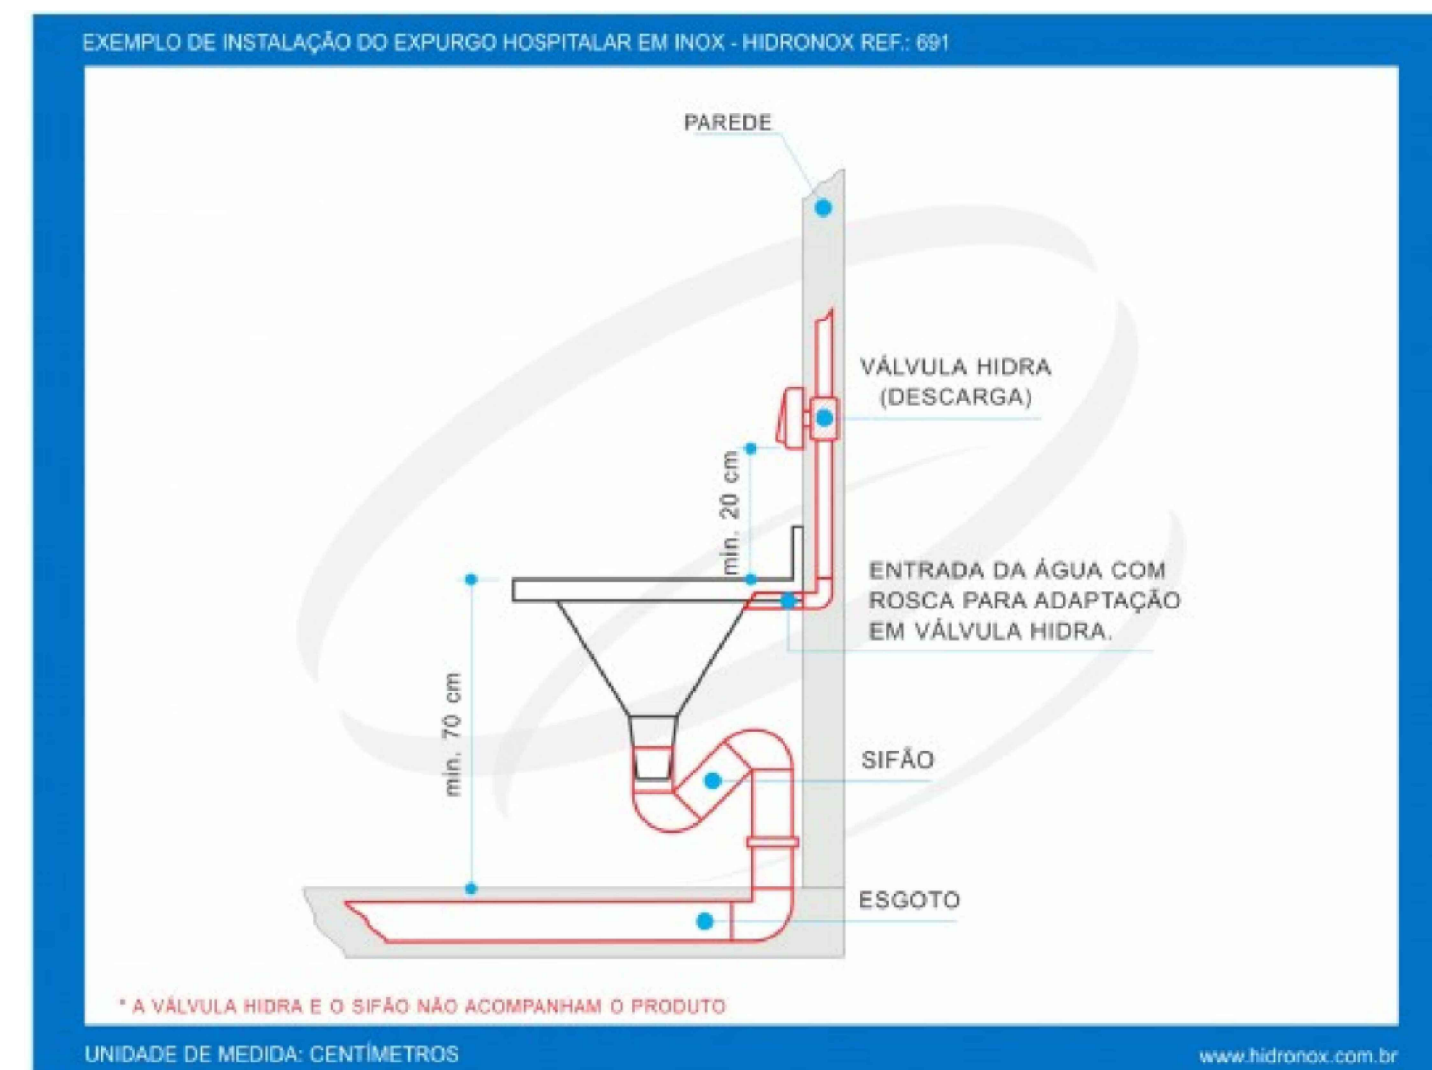 EXEMPLO DE INSTALAÇÃO DO EXPURGO HOSPITALAR EM INOX - HIDRONOX REF.: 691
PAREDE
VÁLVULA HIDRA
(DESCARGA)
min. 20 cm
ENTRADA DA ÁGUA COM
ROSCA PARA ADAPTAÇÃO
EM VÁLVULA HIDRA.
min. 70 cm
SIFÃO
ESGOTO
* A VÁLVULA HIDRA E O SIFÃO NÃO ACOMPANHAM O PRODUTO
UNIDADE DE MEDIDA: CENTÍMETROS
www.hidronox.com.br